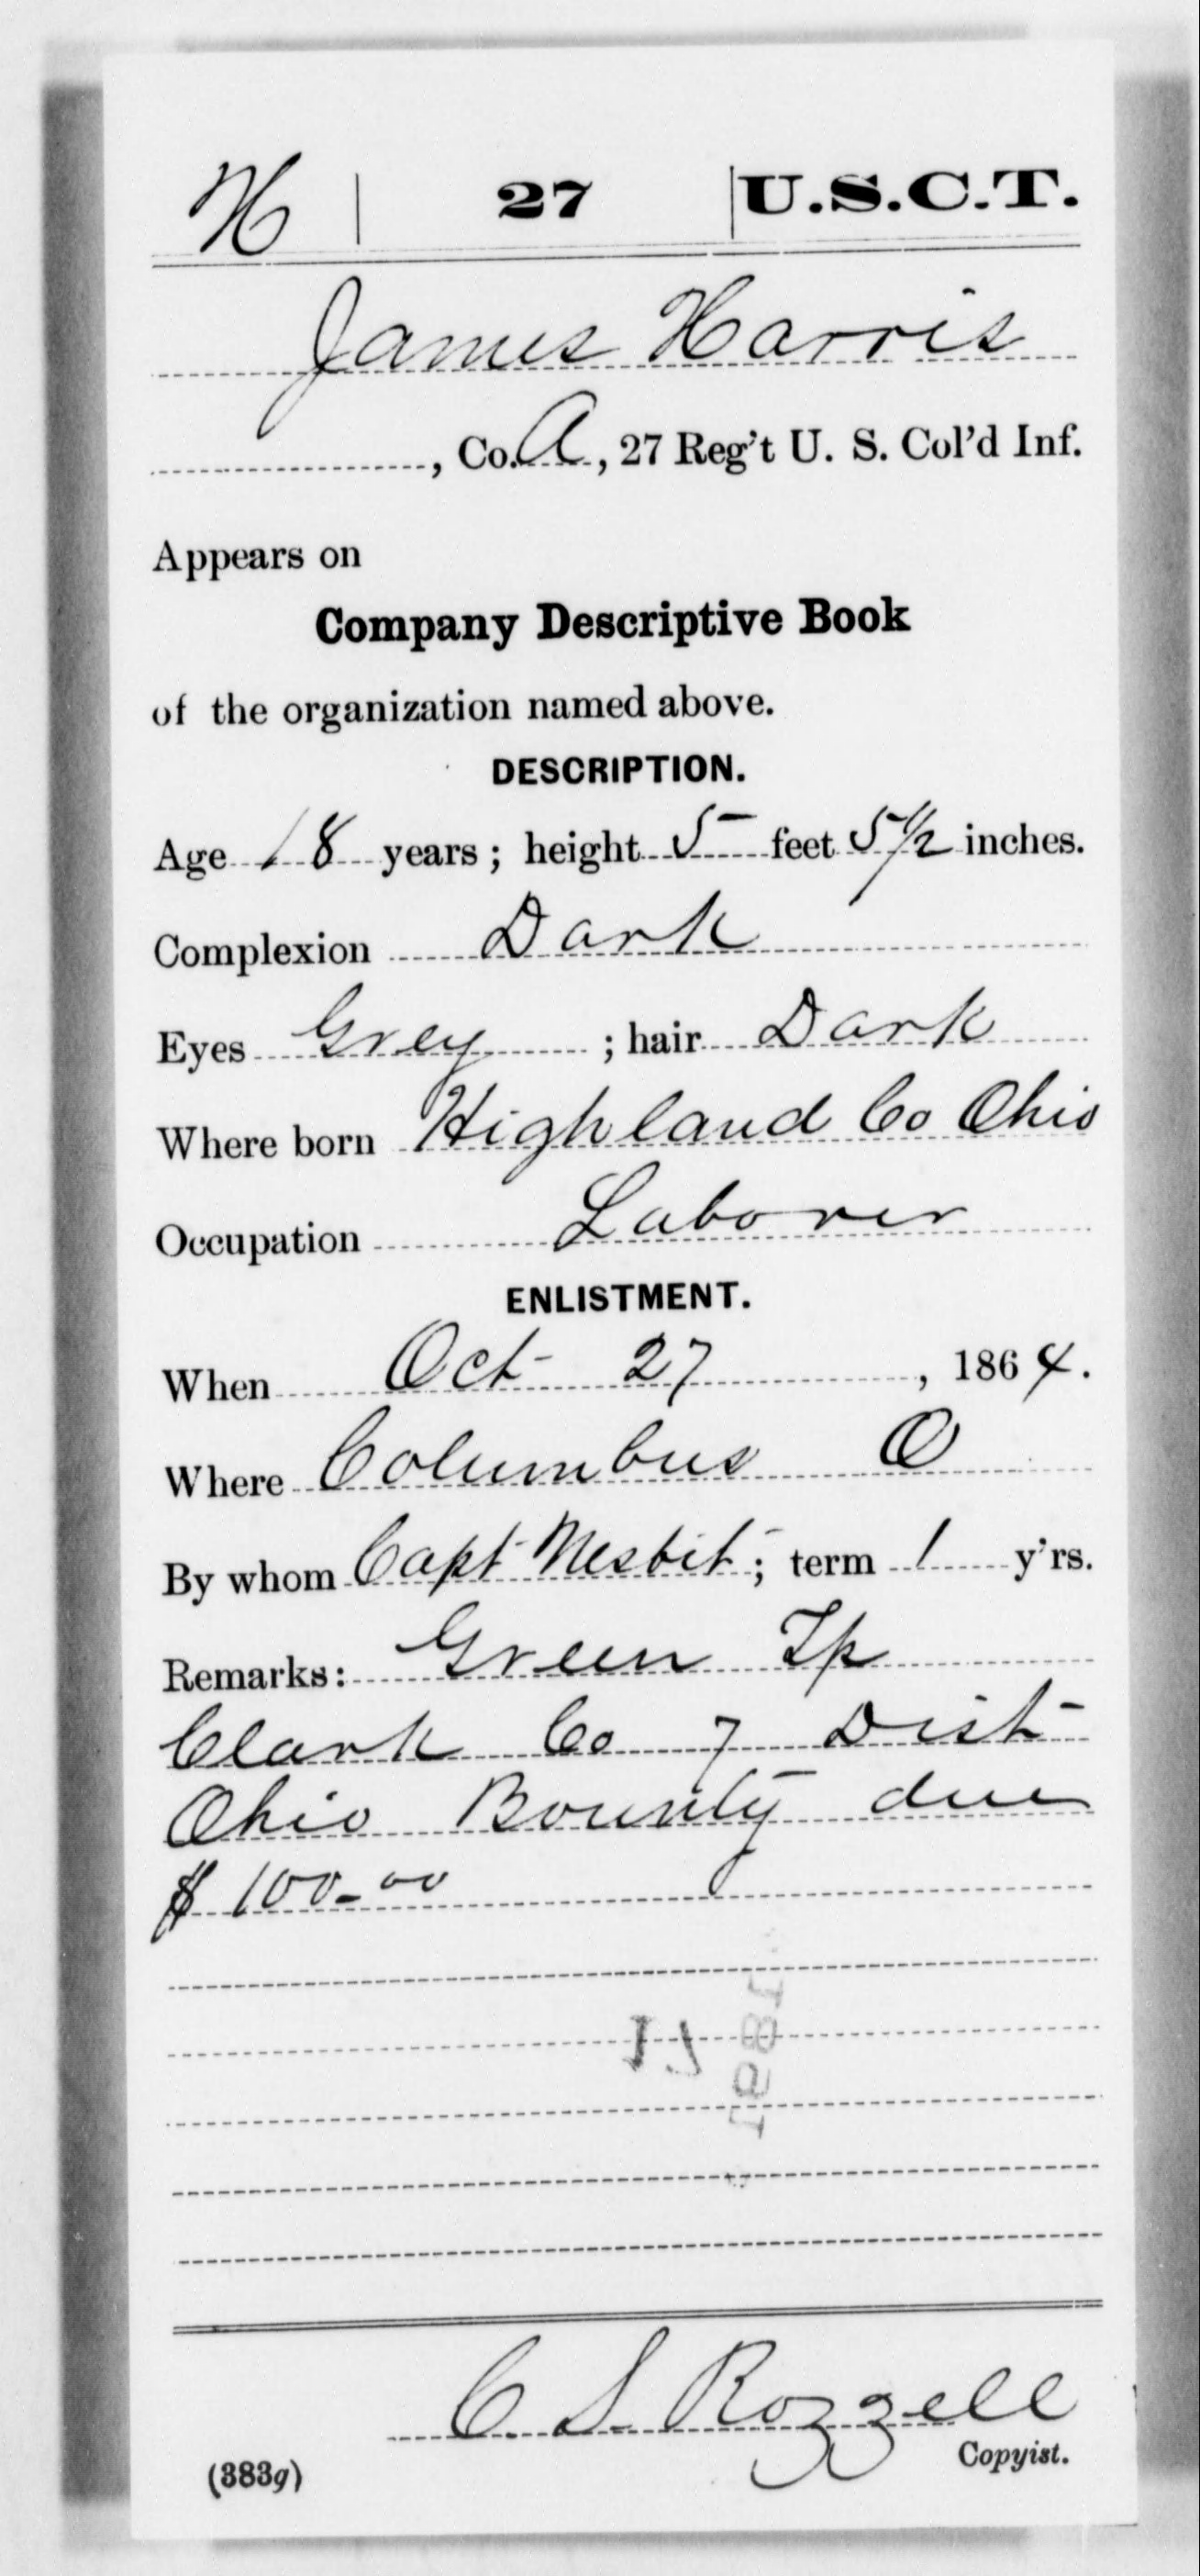 H | 27 | U.S.C.T.
James Harris
, Co. A, 27 Reg't U. S. Col'd Inf.
Appears on
Company Descriptive Book
of the organization named above.
DESCRIPTION.
Age 18 years; height 5 feet 5 1/2 inches.
Complexion Dark
Eyes Grey ; hair Dark
Where born Highland Co Ohio
Occupation Laborer
ENLISTMENT.
When Oct 27, 1864.
Where Columbus O
By whom Capt Nesbit; term 1 y'rs.
Remarks: Green Tp
Clark Co 7 Dist
Ohio Bounty due
$100.00
C. S. Rozzell
Copyist.
(383g)